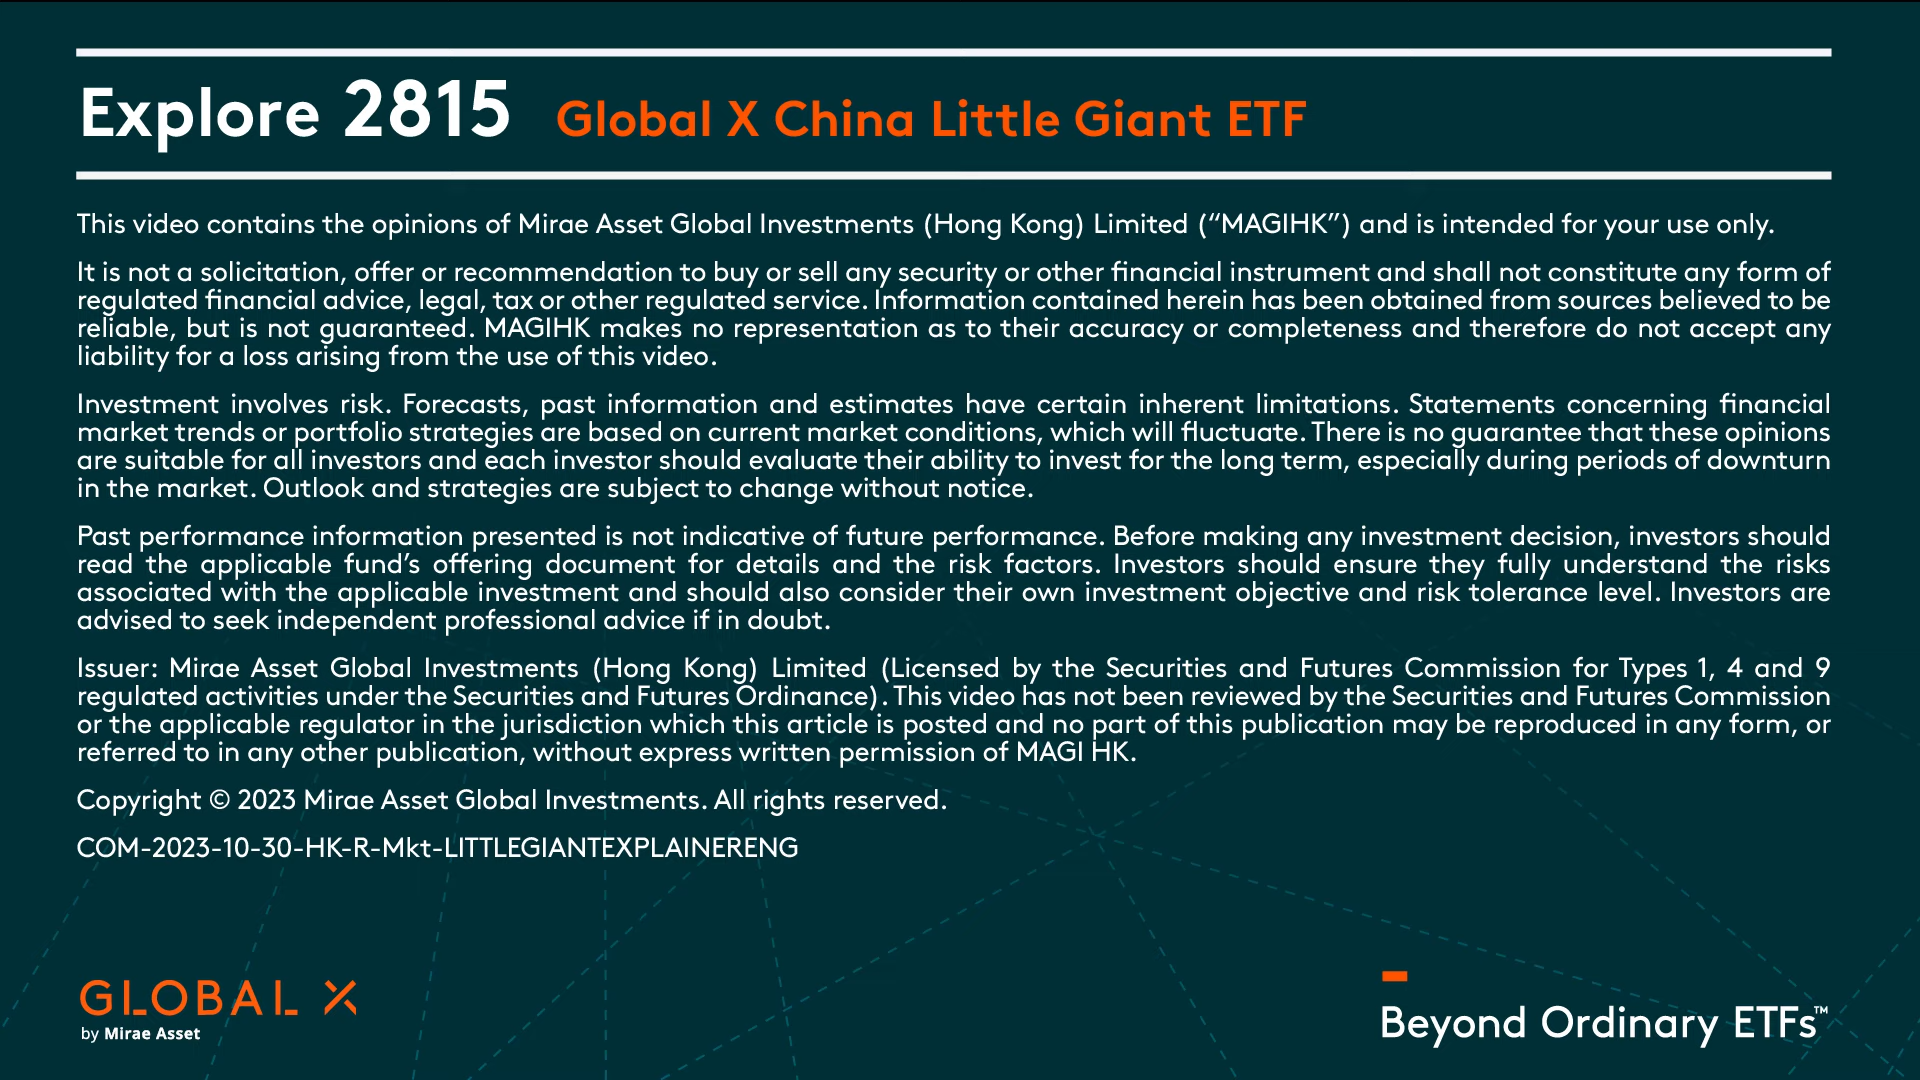 Explore 2815 Global X China Little Giant ETF
This video contains the opinions of Mirae Asset Global Investments (Hong Kong) Limited (“MAGIHK”) and is intended for your use only.
It is not a solicitation, offer or recommendation to buy or sell any security or other financial instrument and shall not constitute any form of
regulated financial advice, legal, tax or other regulated service. Information contained herein has been obtained from sources believed to be
reliable, but is not guaranteed. MAGIHK makes no representation as to their accuracy or completeness and therefore do not accept any
liability for a loss arising from the use of this video.
Investment involves risk. Forecasts, past information and estimates have certain inherent limitations. Statements concerning financial
market trends or portfolio strategies are based on current market conditions, which will fluctuate. There is no guarantee that these opinions
are suitable for all investors and each investor should evaluate their ability to invest for the long term, especially during periods of downturn
in the market. Outlook and strategies are subject to change without notice.
Past performance information presented is not indicative of future performance. Before making any investment decision, investors should
read the applicable fund’s offering document for details and the risk factors. Investors should ensure they fully understand the risks
associated with the applicable investment and should also consider their own investment objective and risk tolerance level. Investors are
advised to seek independent professional advice if in doubt.
Issuer: Mirae Asset Global Investments (Hong Kong) Limited (Licensed by the Securities and Futures Commission for Types 1, 4 and 9
regulated activities under the Securities and Futures Ordinance). This video has not been reviewed by the Securities and Futures Commission
or the applicable regulator in the jurisdiction which this article is posted and no part of this publication may be reproduced in any form, or
referred to in any other publication, without express written permission of MAGI HK.
Copyright © 2023 Mirae Asset Global Investments. All rights reserved.
COM-2023-10-30-HK-R-Mkt-LITTLEGIANTEXPLAINERENG
GLOBAL X
by Mirae Asset
Beyond Ordinary ETFs™